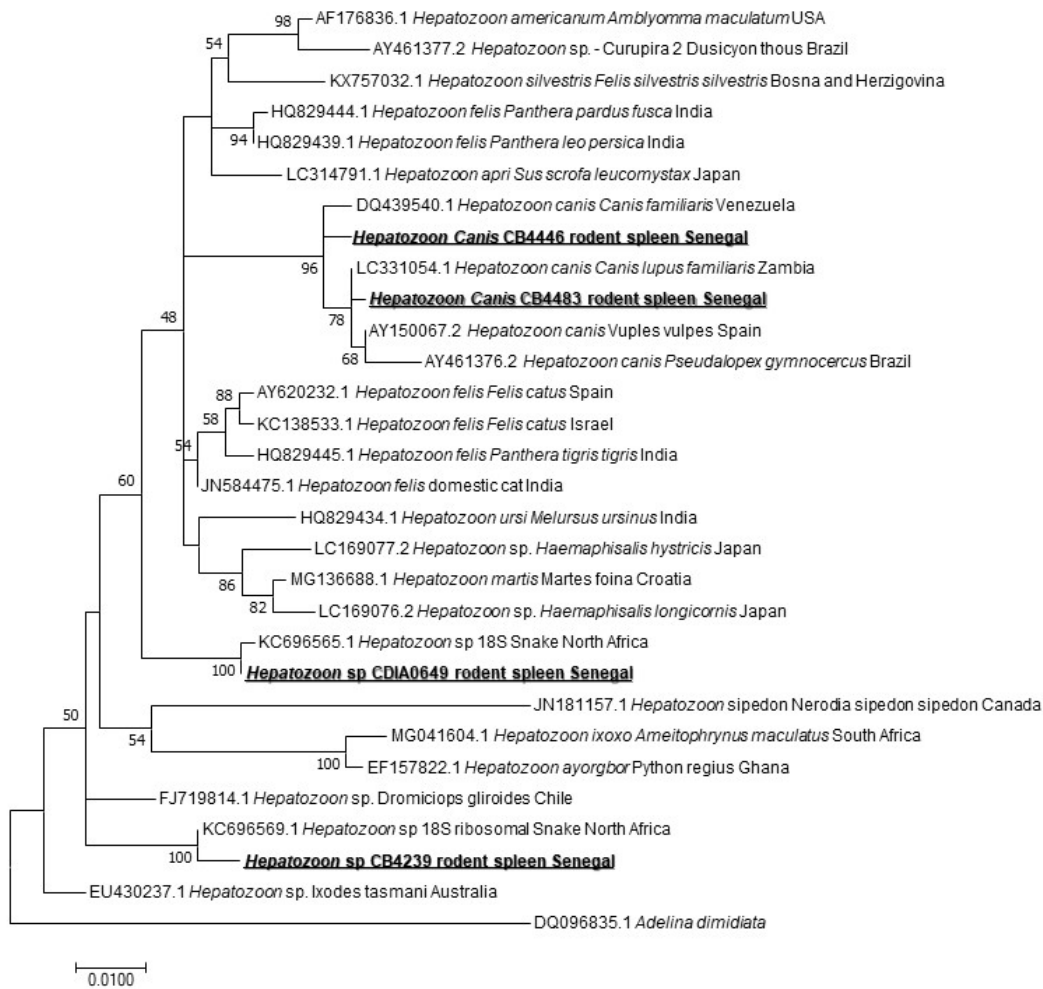 98
AF176836.1 Hepatozoon americanum Amblyomma maculatum USA
54
AY461377.2 Hepatozoon sp. - Curupira 2 Dusicyon thous Brazil
KX757032.1 Hepatozoon silvestris Felis silvestris silvestris Bosna and Herzigovina
HQ829444.1 Hepatozoon felis Panthera pardus fusca India
94
HQ829439.1 Hepatozoon felis Panthera leo persica India
LC314791.1 Hepatozoon apri Sus scrofa leucomystax Japan
DQ439540.1 Hepatozoon canis Canis familiaris Venezuela
Hepatozoon Canis CB4446 rodent spleen Senegal
96
LC331054.1 Hepatozoon canis Canis lupus familiaris Zambia
Hepatozoon Canis CB4483 rodent spleen Senegal
48
78
AY150067.2 Hepatozoon canis Vuples vulpes Spain
68
AY461376.2 Hepatozoon canis Pseudalopex gymnocercus Brazil
88
AY620232.1 Hepatozoon felis Felis catus Spain
58
KC138533.1 Hepatozoon felis Felis catus Israel
54
HQ829445.1 Hepatozoon felis Panthera tigris tigris India
60
JN584475.1 Hepatozoon felis domestic cat India
HQ829434.1 Hepatozoon ursi Melursus ursinus India
LC169077.2 Hepatozoon sp. Haemaphisalis hystricis Japan
86
MG136688.1 Hepatozoon martis Martes foina Croatia
82
LC169076.2 Hepatozoon sp. Haemaphisalis longicornis Japan
KC696565.1 Hepatozoon sp 18S Snake North Africa
100
Hepatozoon sp CDIA0649 rodent spleen Senegal
JN181157.1 Hepatozoon sipedon Nerodia sipedon sipedon Canada
50
54
MG041604.1 Hepatozoon ixoxo Ameitophrynus maculatus South Africa
100
EF157822.1 Hepatozoon ayorgbor Python regius Ghana
FJ719814.1 Hepatozoon sp. Dromiciops gliroides Chile
KC696569.1 Hepatozoon sp 18S ribosomal Snake North Africa
100
Hepatozoon sp CB4239 rodent spleen Senegal
EU430237.1 Hepatozoon sp. Ixodes tasmani Australia
DQ096835.1 Adelina dimidiata
0.0100